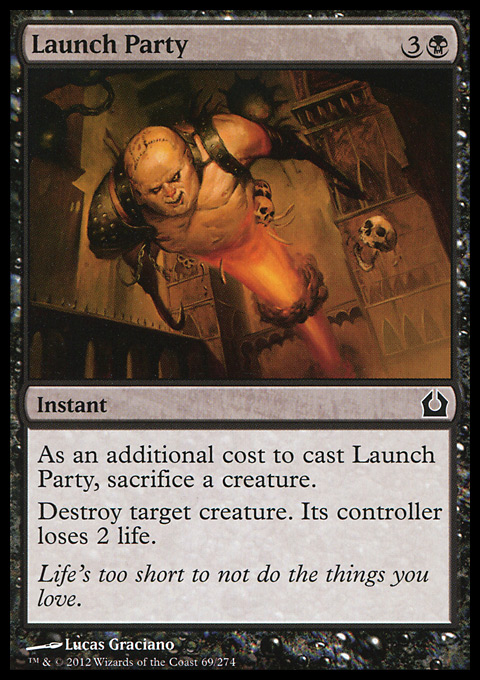 Launch Party 3
Instant
As an additional cost to cast Launch
Party, sacrifice a creature.
Destroy target creature. Its controller
loses 2 life.
Life's too short to not do the things you
love.
Lucas Graciano
™ & © 2012 Wizards of the Coast 69/274